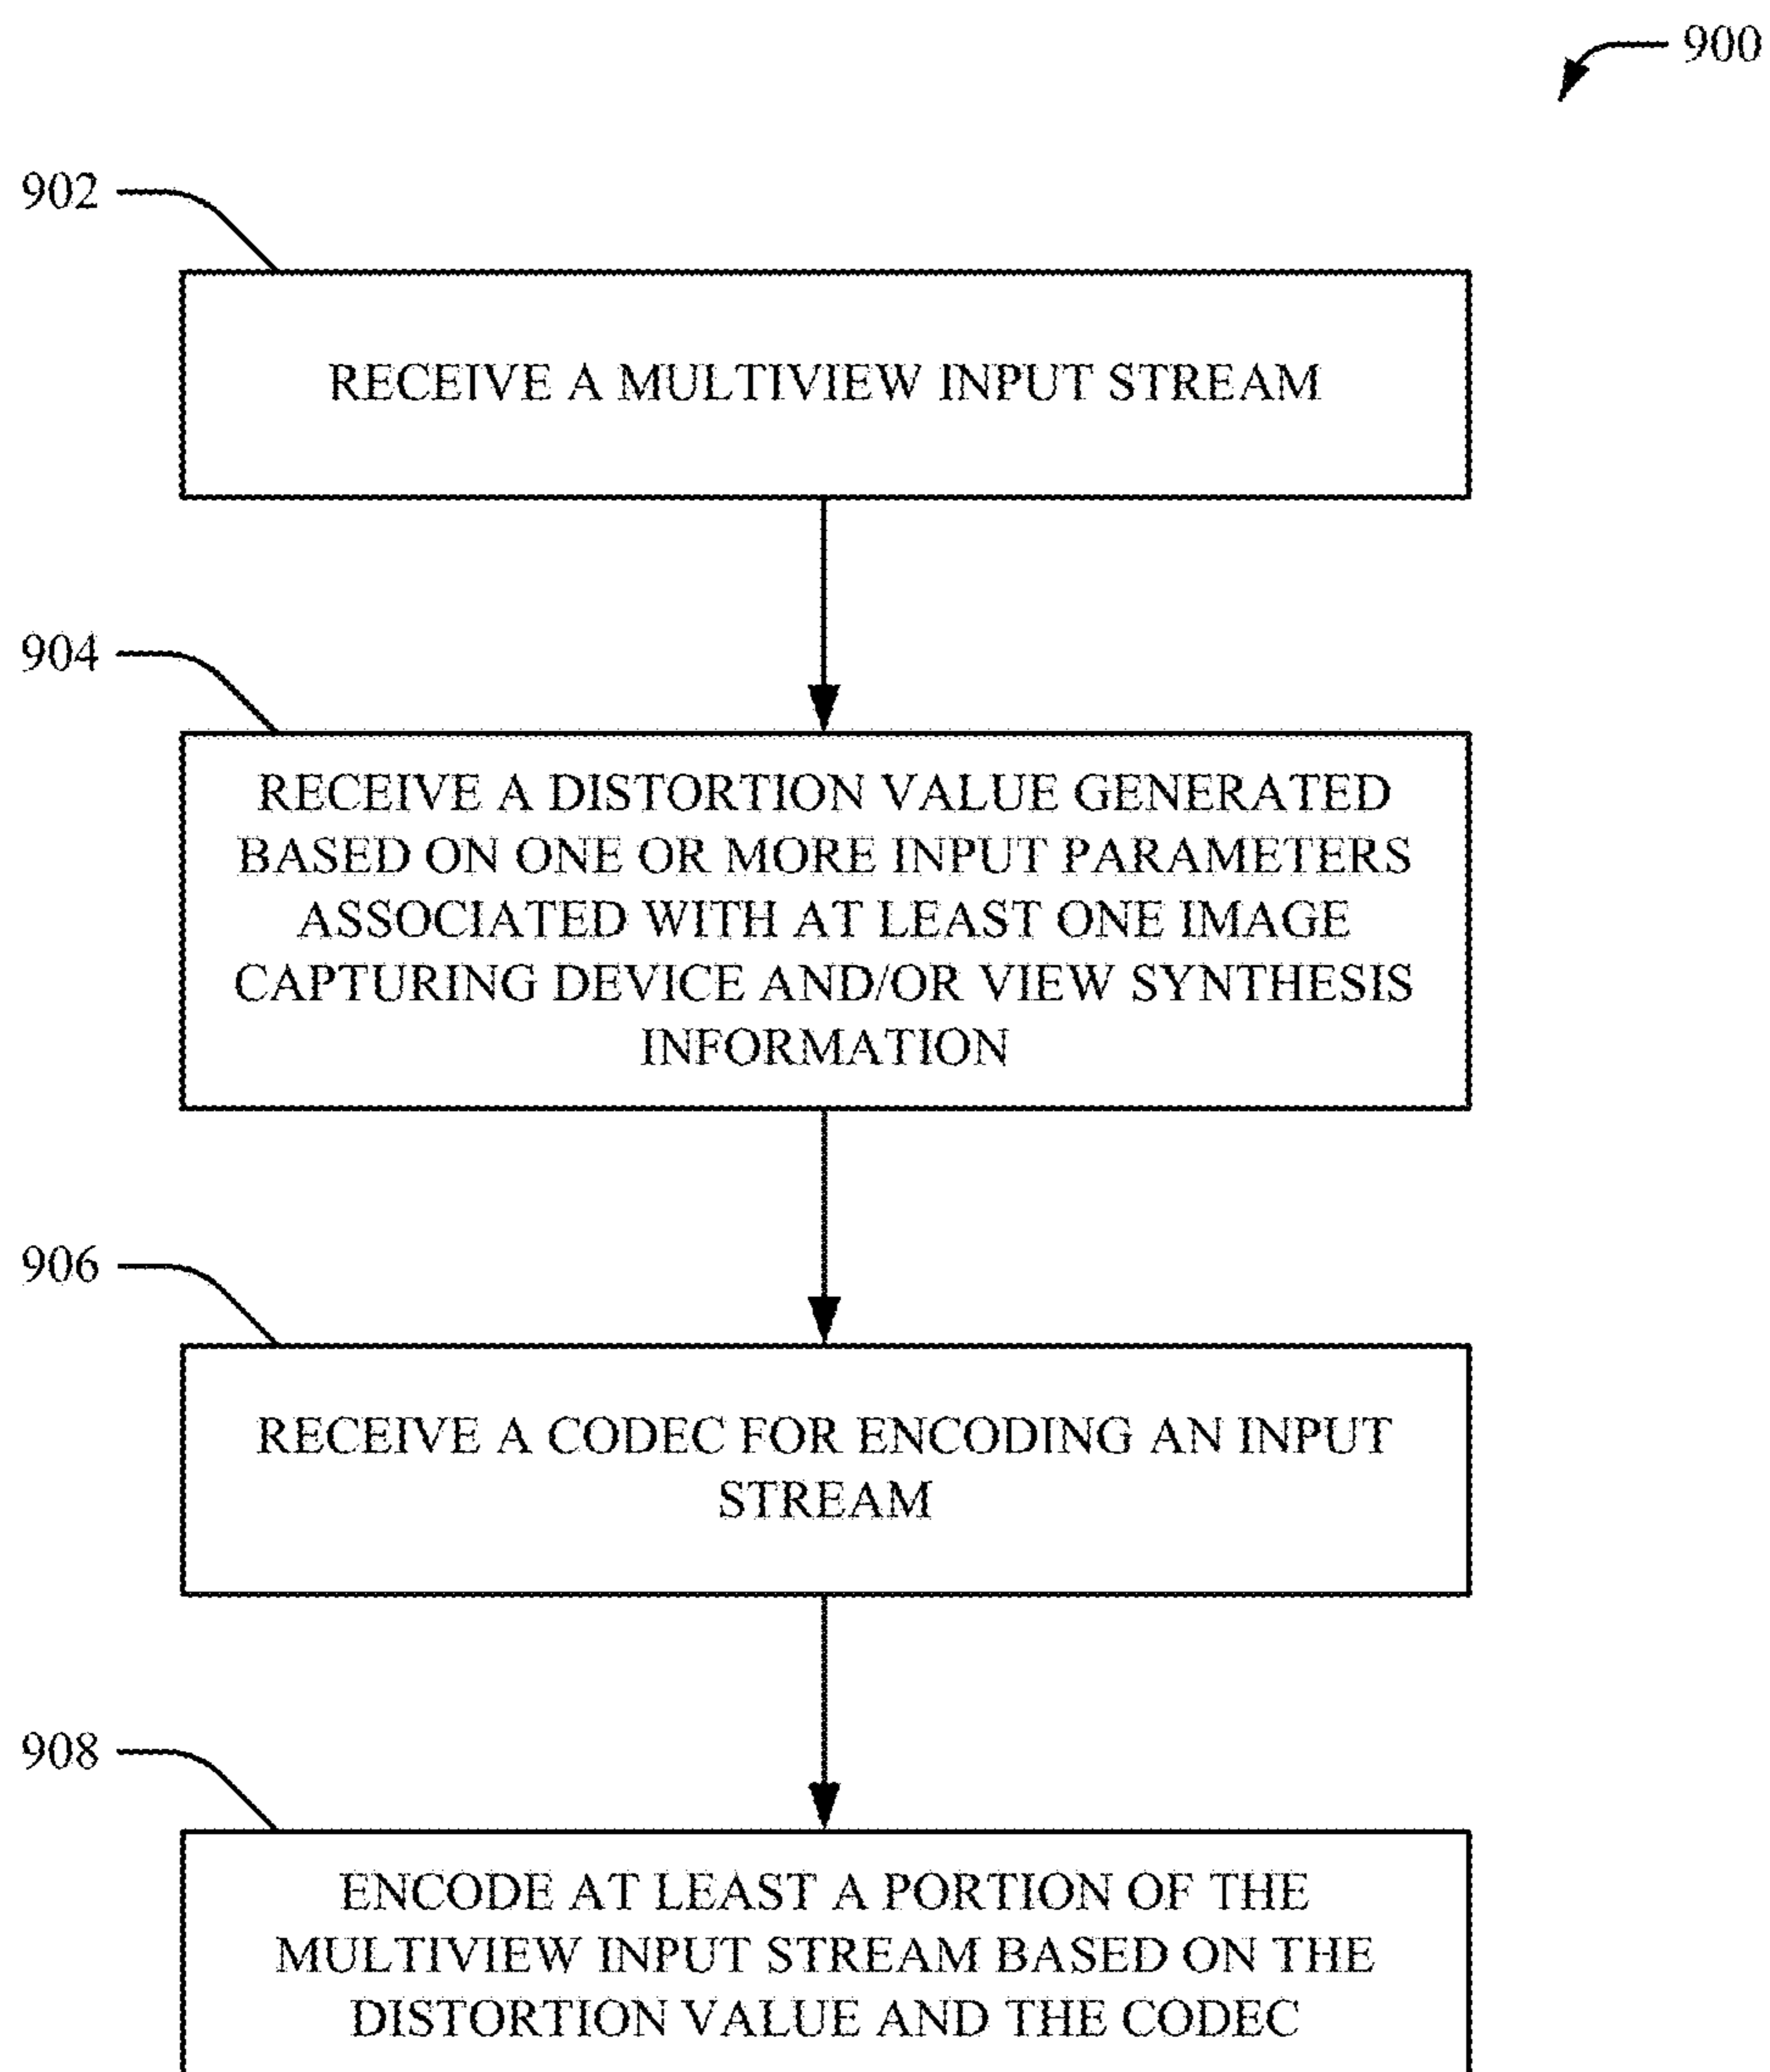 900
902
RECEIVE A MULTIVIEW INPUT STREAM
904
RECEIVE A DISTORTION VALUE GENERATED
BASED ON ONE OR MORE INPUT PARAMETERS
ASSOCIATED WITH AT LEAST ONE IMAGE
CAPTURING DEVICE AND/OR VIEW SYNTHESIS
INFORMATION
906
RECEIVE A CODEC FOR ENCODING AN INPUT
STREAM
908
ENCODE AT LEAST A PORTION OF THE
MULTIVIEW INPUT STREAM BASED ON THE
DISTORTION VALUE AND THE CODEC